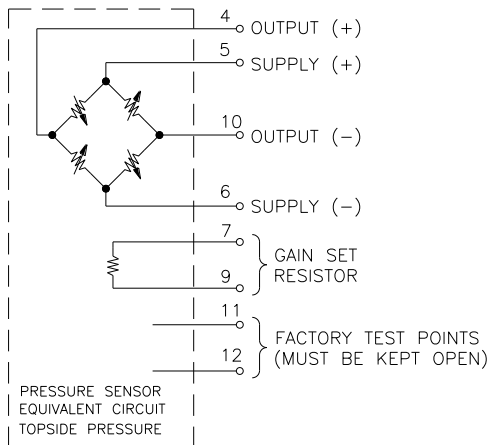 4
OUTPUT (+)
5
SUPPLY (+)
10
OUTPUT (-)
6
SUPPLY (-)
7
GAIN SET
RESISTOR
9
11
FACTORY TEST POINTS
(MUST BE KEPT OPEN)
12
PRESSURE SENSOR
EQUIVALENT CIRCUIT
TOPSIDE PRESSURE